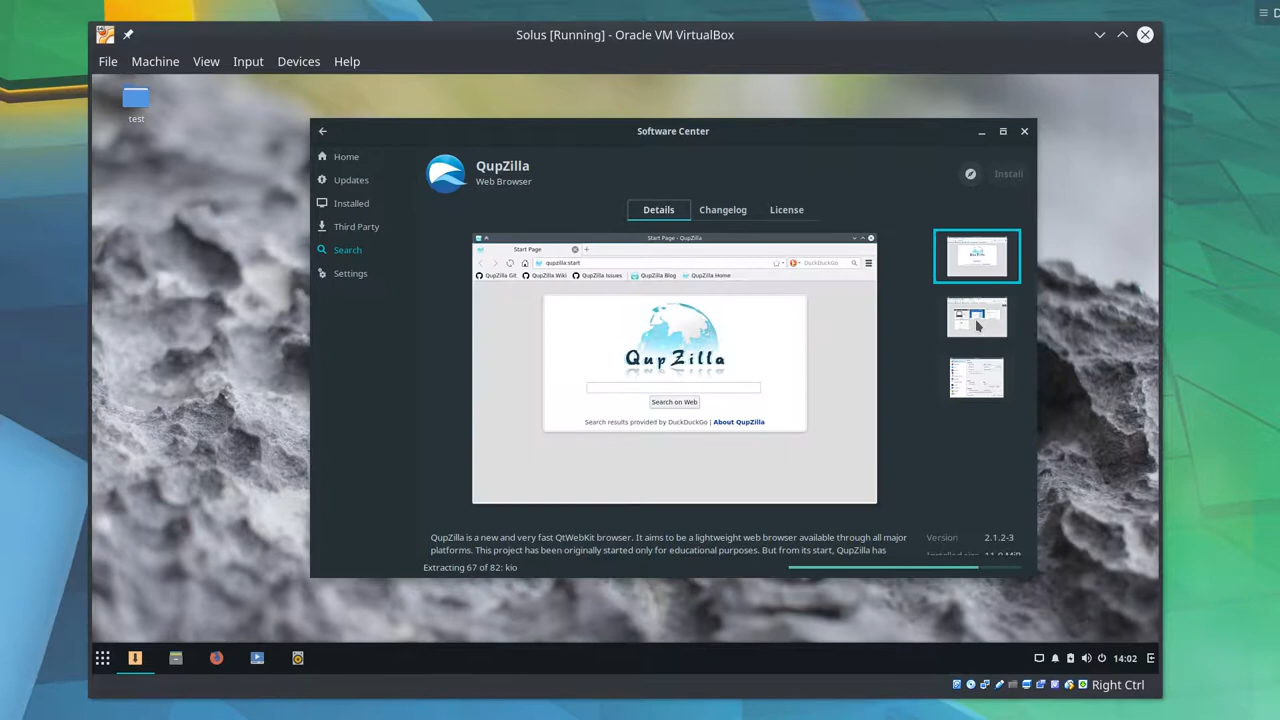 Solus [Running] - Oracle VM VirtualBox
File Machine View Input Devices Help
test
Software Center
Home
Updates
Installed
Third Party
Search
Settings
QupZilla
Web Browser
Install
Details Changelog License
Start Page - QupZilla
Start Page
qupzilla:start
DuckDuckGo
QupZilla Git QupZilla Wiki QupZilla Issues QupZilla Blog QupZilla Home
QupZilla
Search on Web
Search results provided by DuckDuckGo | About QupZilla
QupZilla is a new and very fast QtWebKit browser. It aims to be a lightweight web browser available through all major
platforms. This project has been originally started only for educational purposes. But from its start, QupZilla has
Version 2.1.2-3
Extracting 67 of 82: kio
14:02
Right Ctrl